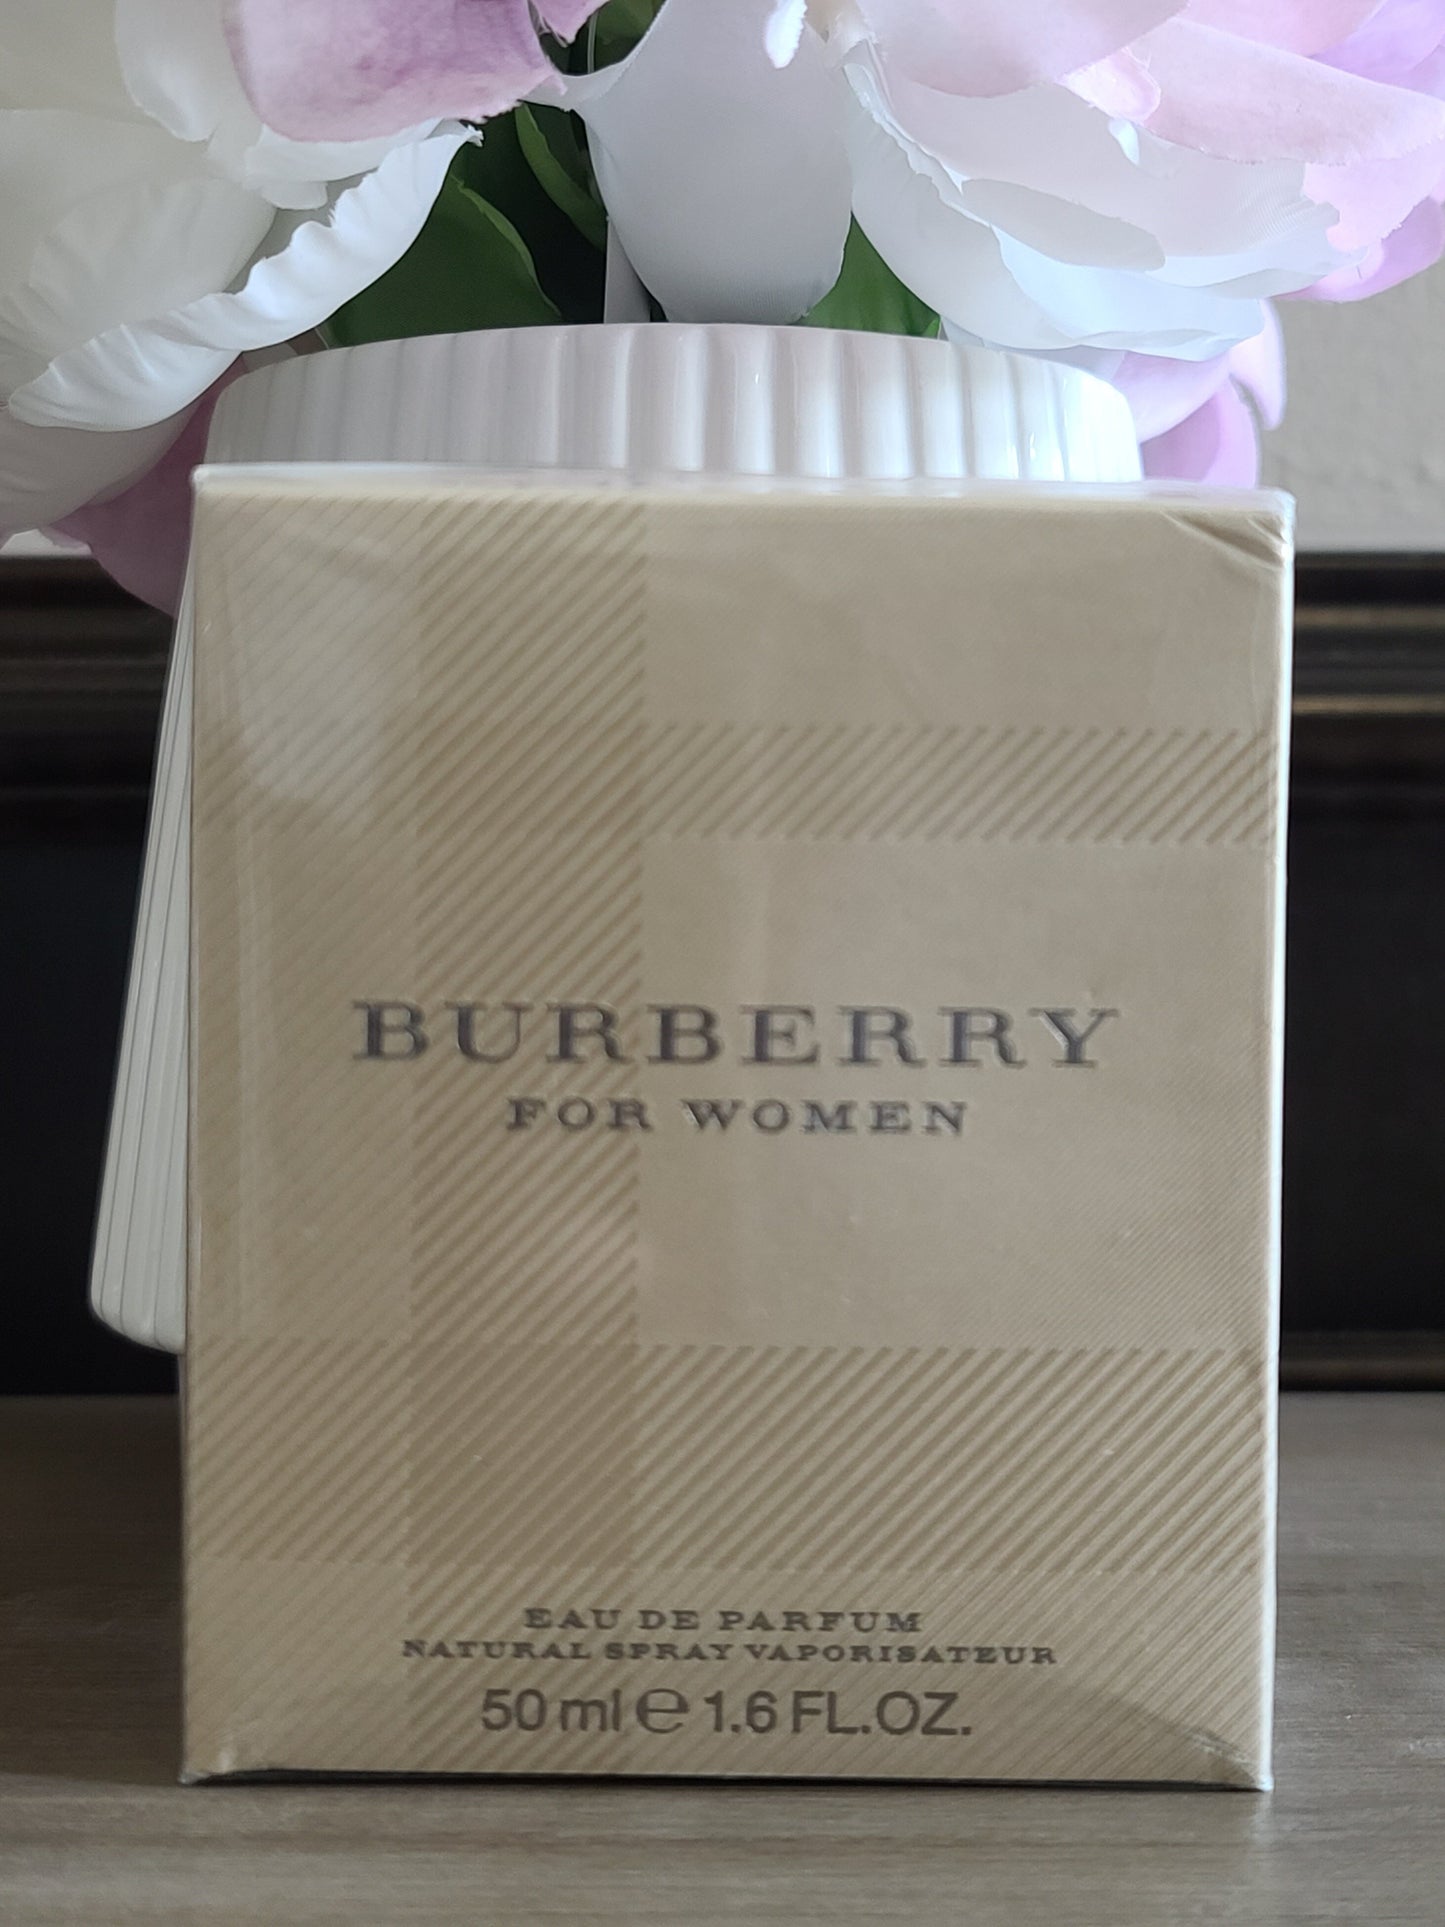 BURBERRY
FOR WOMEN
EAU DE PARFUM
NATURAL SPRAY VAPORISATEUR
50 ml ℮ 1.6 FL.OZ.